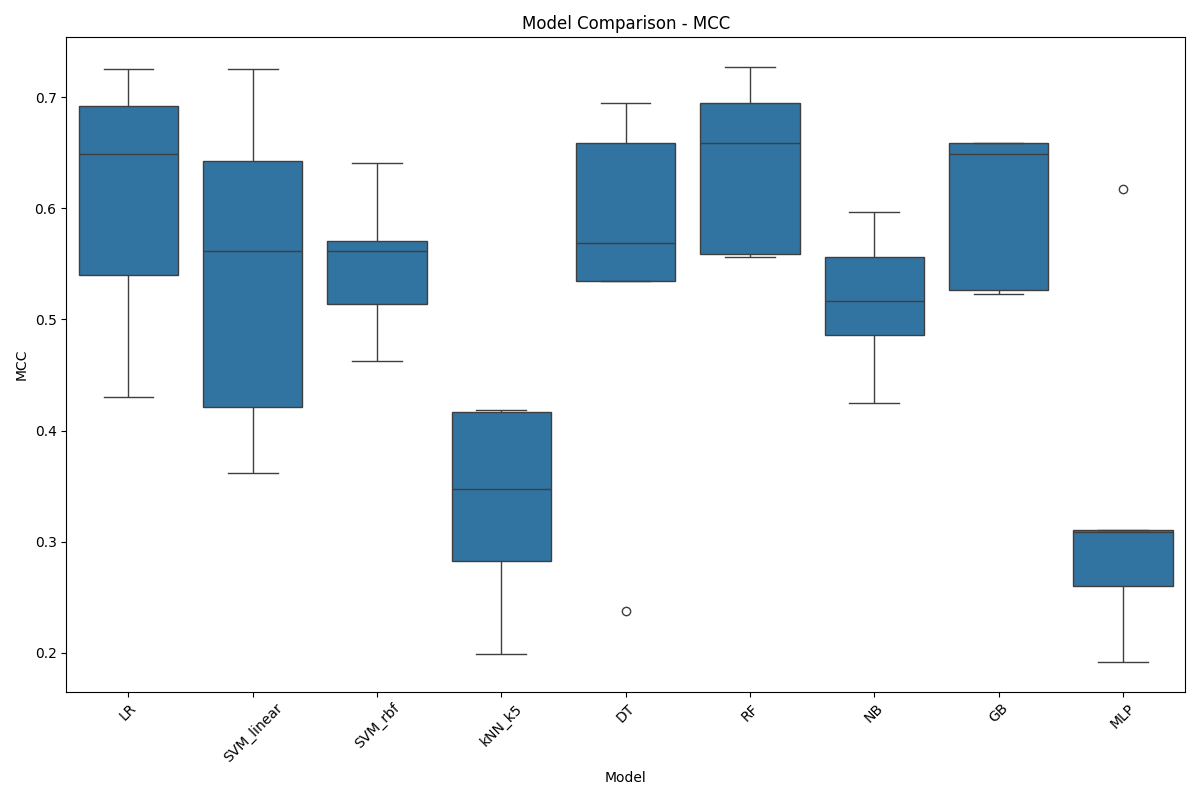 Model Comparison - MCC
0.7
0.6
0.5
0.4
0.3
0.2
MCC
LR
SVM_linear
SVM_rbf
kNN_k5
DT
RF
NB
GB
MLP
Model